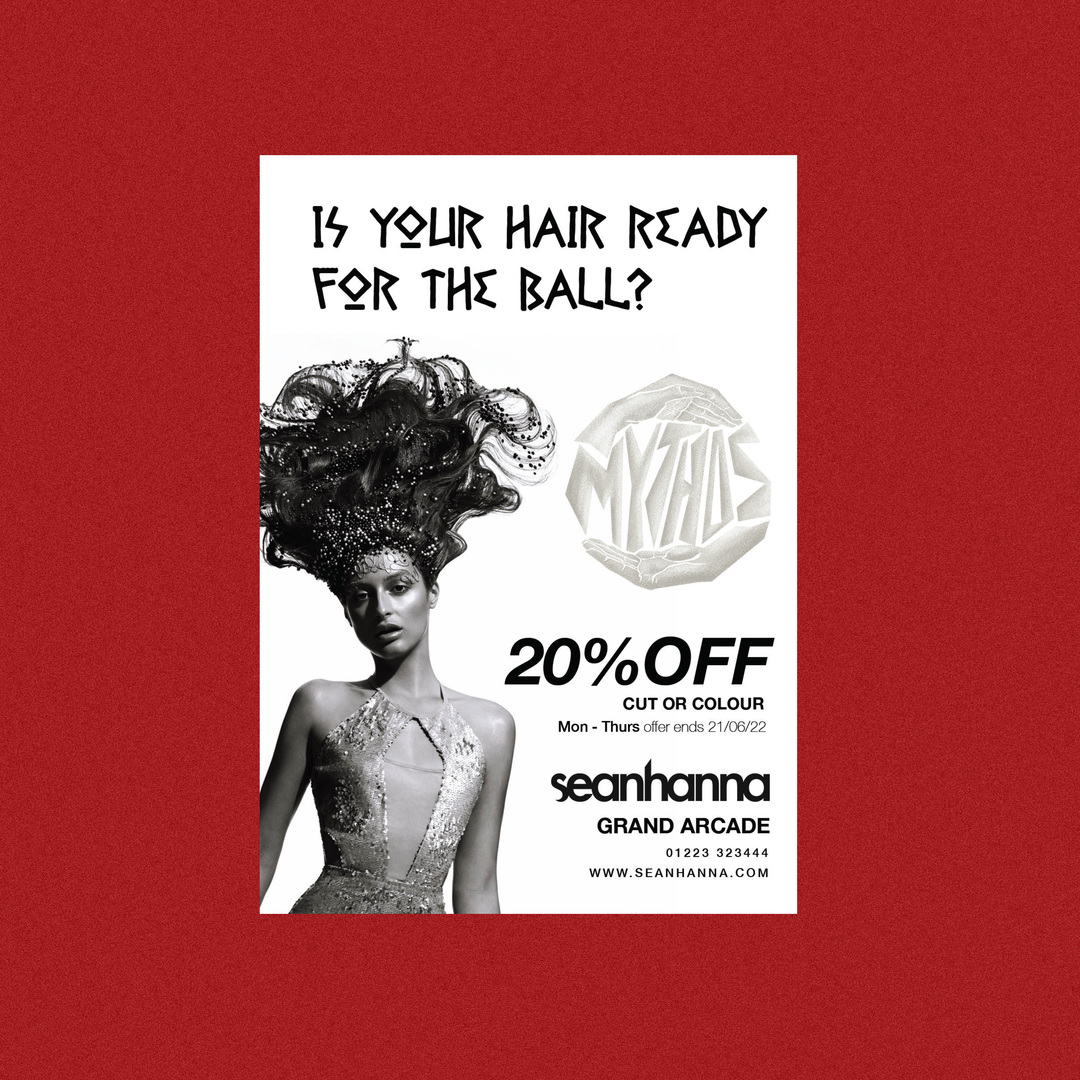 IS YOUR HAIR READY
FOR THE BALL?
MYTHOS
20%OFF
CUT OR COLOUR
Mon - Thurs offer ends 21/06/22
seanhanna
GRAND ARCADE
01223 323444
WWW.SEANHANNA.COM